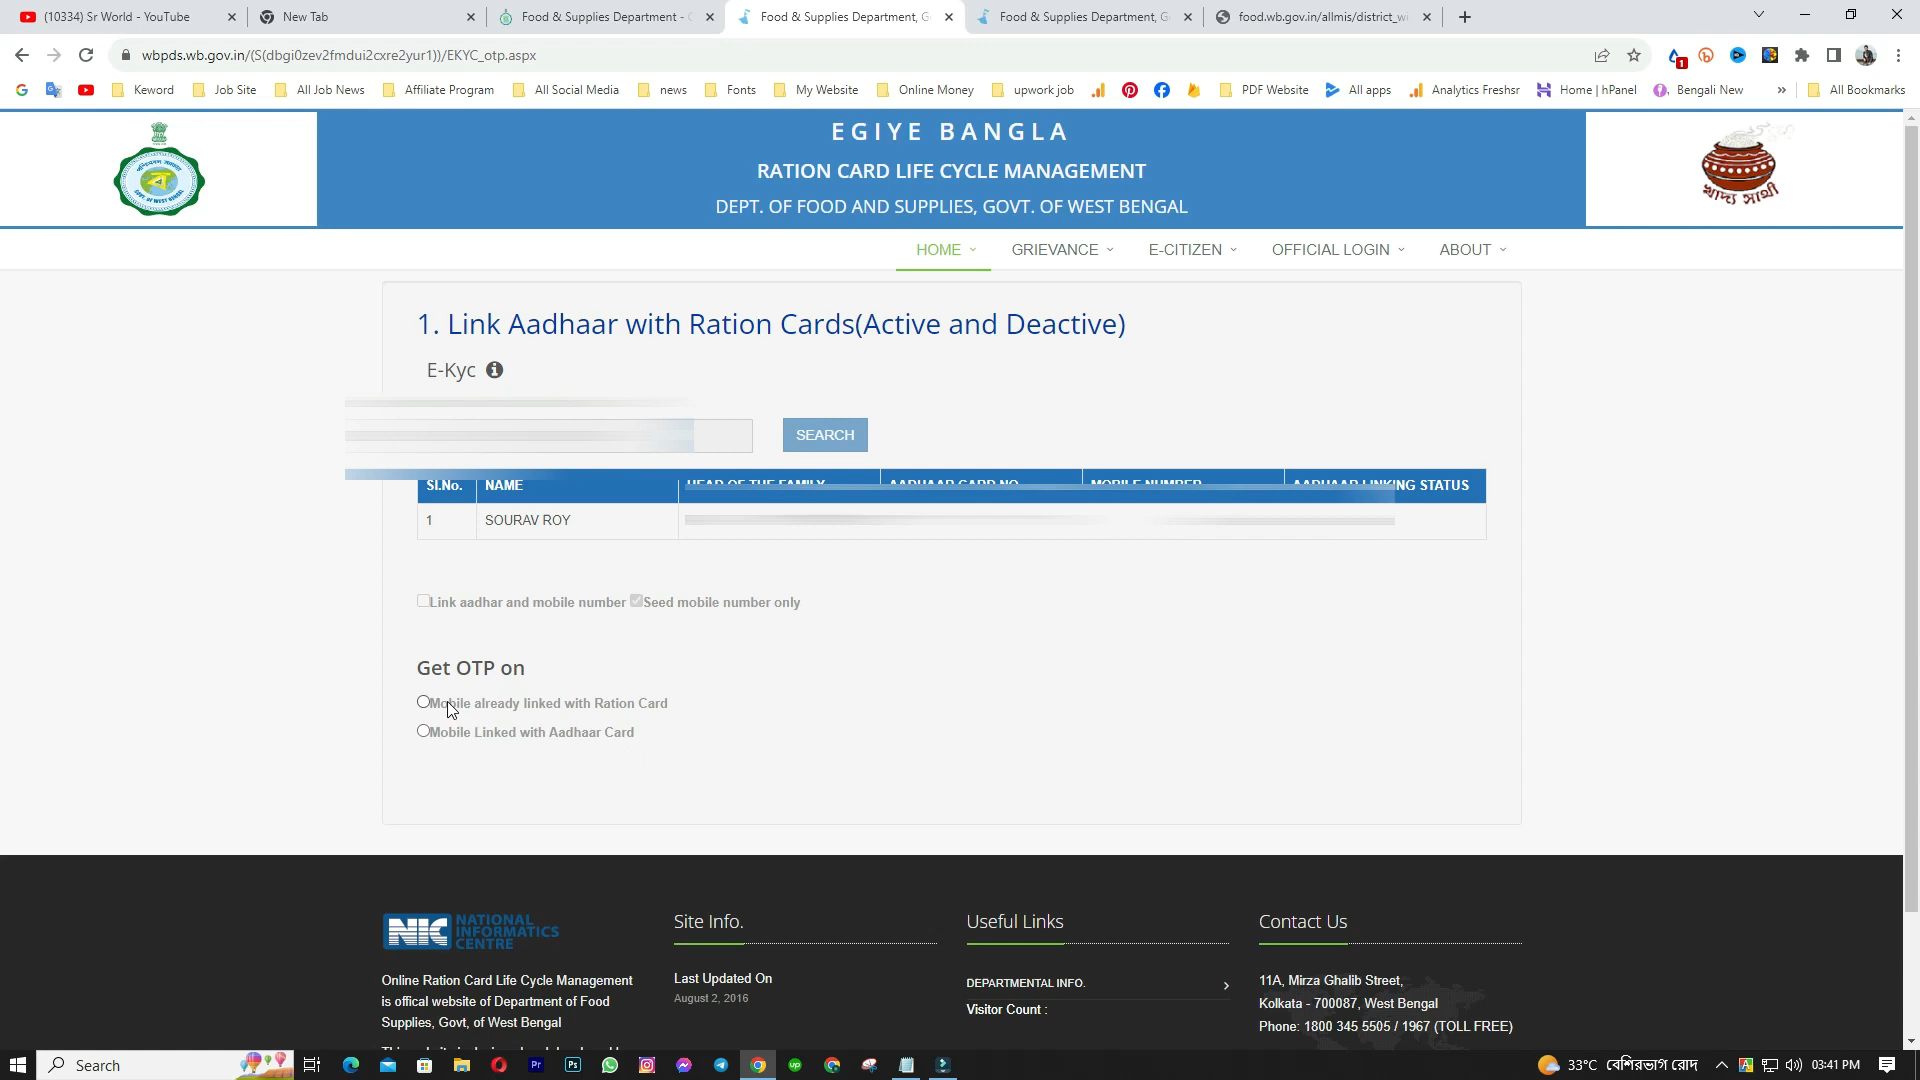 (10334) Sr World - YouTube
New Tab
Food & Supplies Department -
Food & Supplies Department, G
Food & Supplies Department, G
food.wb.gov.in/allmis/district_wi
wbpds.wb.gov.in/(S(dbgi0zev2fmdui2cxre2yur1))/EKYC_otp.aspx
1
Keword
Job Site
All Job News
Affiliate Program
All Social Media
news
Fonts
My Website
Online Money
upwork job
PDF Website
All apps
Analytics Freshsr
Home | hPanel
Bengali New
»
All Bookmarks
EGIYE BANGLA
RATION CARD LIFE CYCLE MANAGEMENT
DEPT. OF FOOD AND SUPPLIES, GOVT. OF WEST BENGAL
খাদ্য সাথী
HOME
GRIEVANCE
E-CITIZEN
OFFICIAL LOGIN
ABOUT
1. Link Aadhaar with Ration Cards(Active and Deactive)
E-Kyc
SEARCH
Sl.No. NAME HEAD OF THE FAMILY AADHAAR CARD NO MOBILE NUMBER AADHAAR LINKING STATUS
1 SOURAV ROY
Link aadhar and mobile number Seed mobile number only
Get OTP on
Mobile already linked with Ration Card
Mobile Linked with Aadhaar Card
NIC NATIONAL INFORMATICS CENTRE
Online Ration Card Life Cycle Management
is offical website of Department of Food
Supplies, Govt, of West Bengal
Site Info.
Last Updated On
August 2, 2016
Useful Links
DEPARTMENTAL INFO.
Visitor Count :
Contact Us
11A, Mirza Ghalib Street,
Kolkata - 700087, West Bengal
Phone: 1800 345 5505 / 1967 (TOLL FREE)
Search
33°C বেশিরভাগ রোদ
03:41 PM